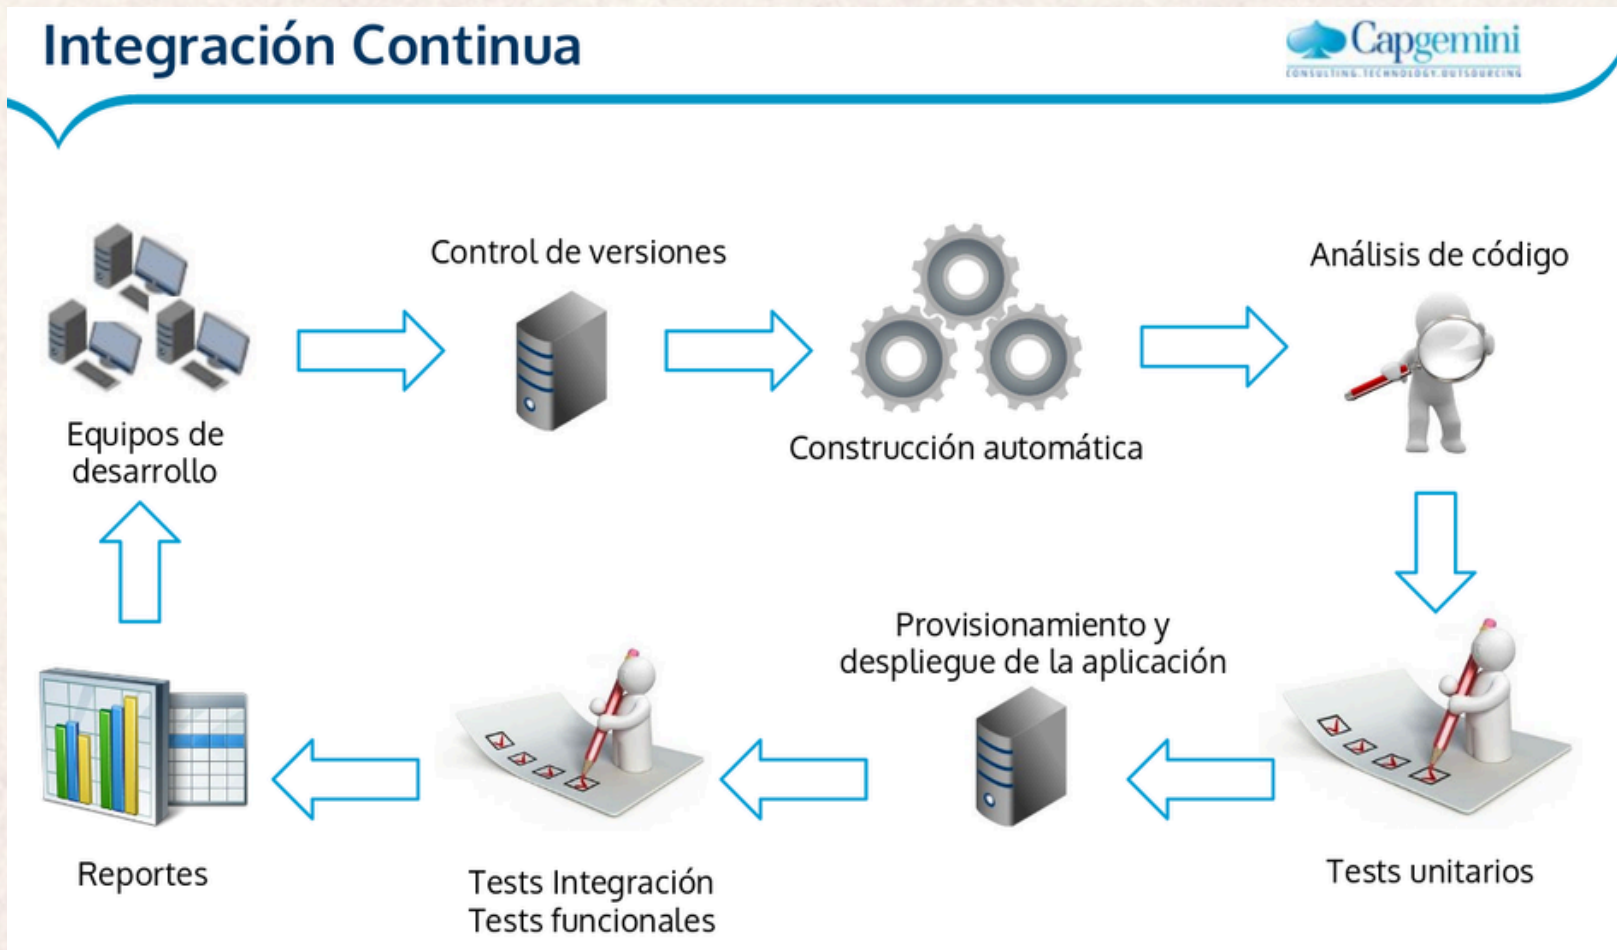 Integración Continua
Capgemini
CONSULTING.TECHNOLOGY.OUTSOURCING
Control de versiones
Análisis de código
Equipos de
desarrollo
Construcción automática
Provisionamiento y
despliegue de la aplicación
Reportes
Tests Integración
Tests funcionales
Tests unitarios